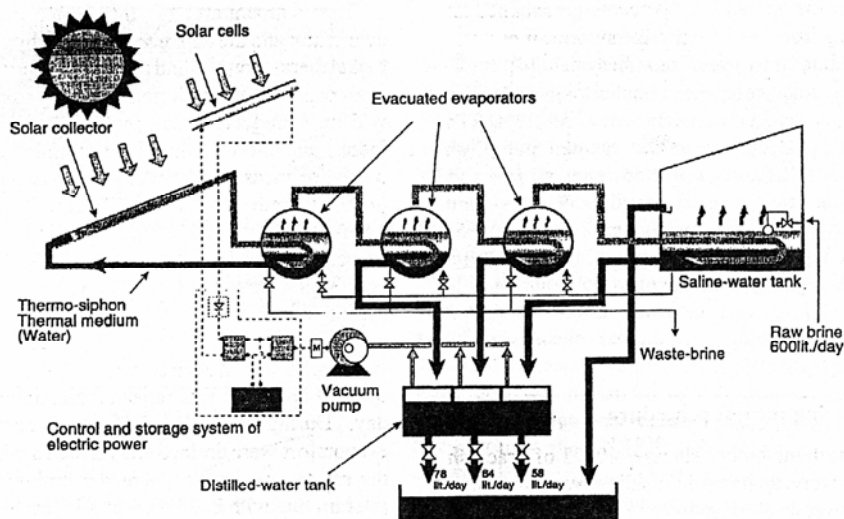 Solar cells
Solar collector
Evacuated evaporators
Thermo-siphon
Thermal medium
(Water)
Saline-water tank
Raw brine
600lit./day
Waste-brine
Vacuum
pump
Control and storage system of
electric power
Distilled-water tank
78
lit./day
64
lit./day
58
lit./day